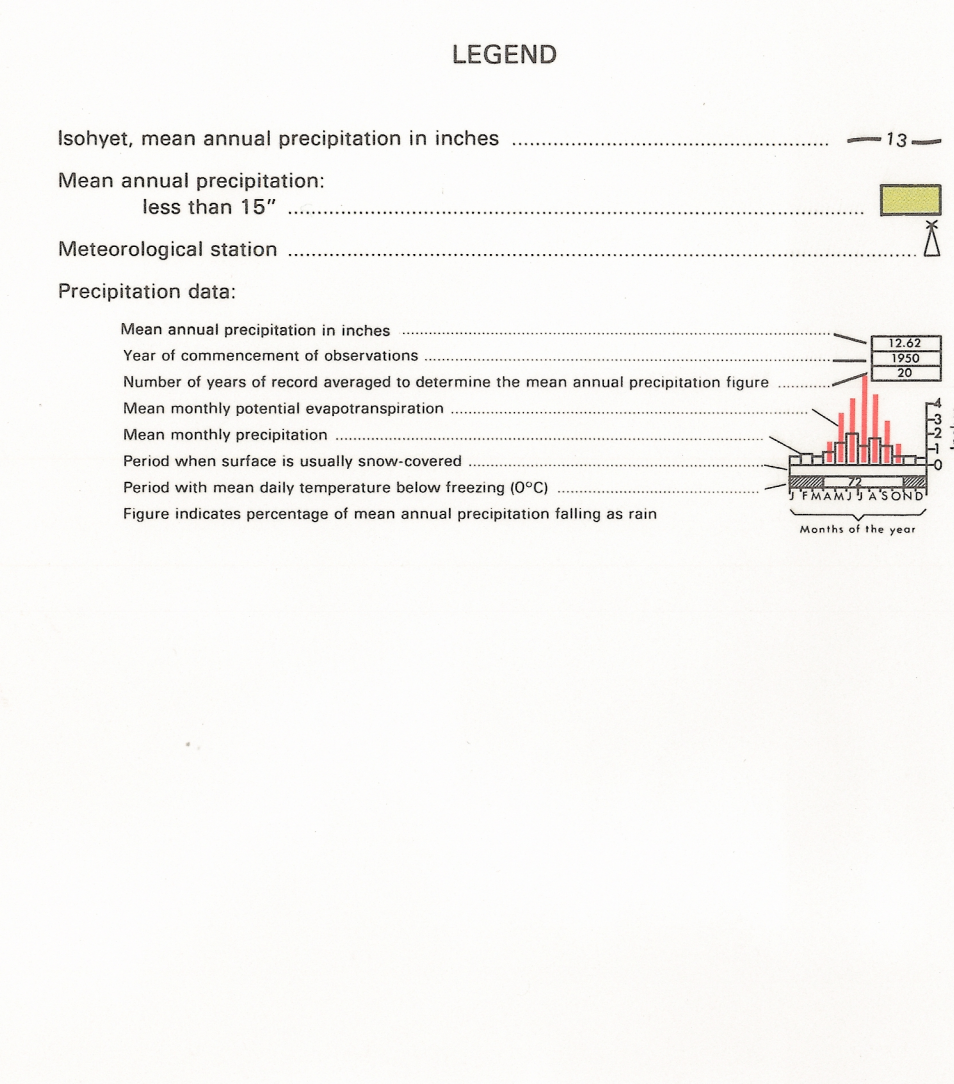 LEGEND
Isohyet, mean annual precipitation in inches ........ 13
Mean annual precipitation:
less than 15"
Meteorological station
Precipitation data:
Mean annual precipitation in inches
12.62
Year of commencement of observations
1950
Number of years of record averaged to determine the mean annual precipitation figure
20
Mean monthly potential evapotranspiration
4
3
Mean monthly precipitation
2
1
Period when surface is usually snow-covered
0
Period with mean daily temperature below freezing (0°C)
72
J F M A M J J A S O N D
Figure indicates percentage of mean annual precipitation falling as rain
Months of the year